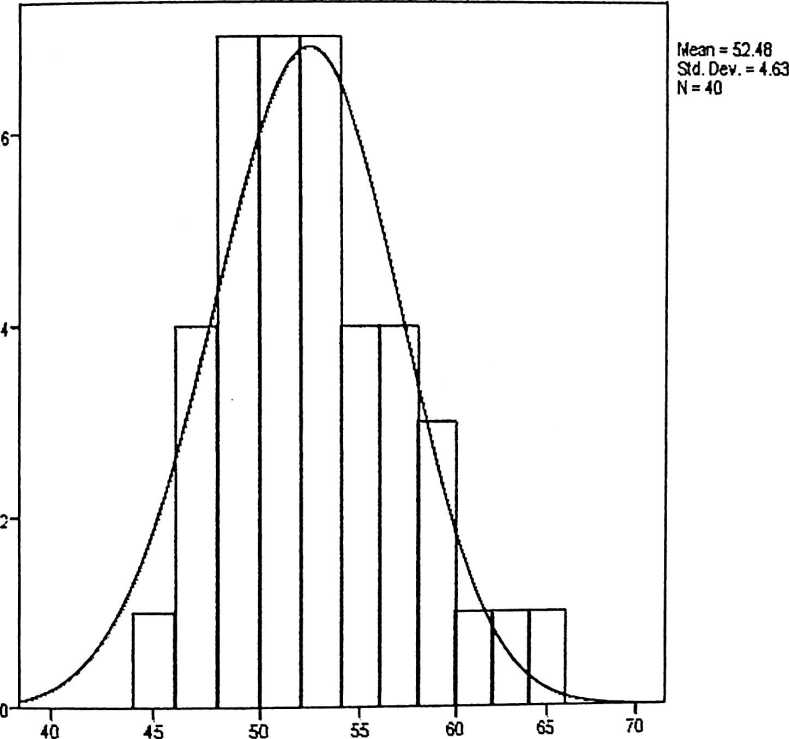 Mean = 52.48
Std. Dev. = 4.63
N = 40
6
4
2
0
40 45 50 55 60 65 70